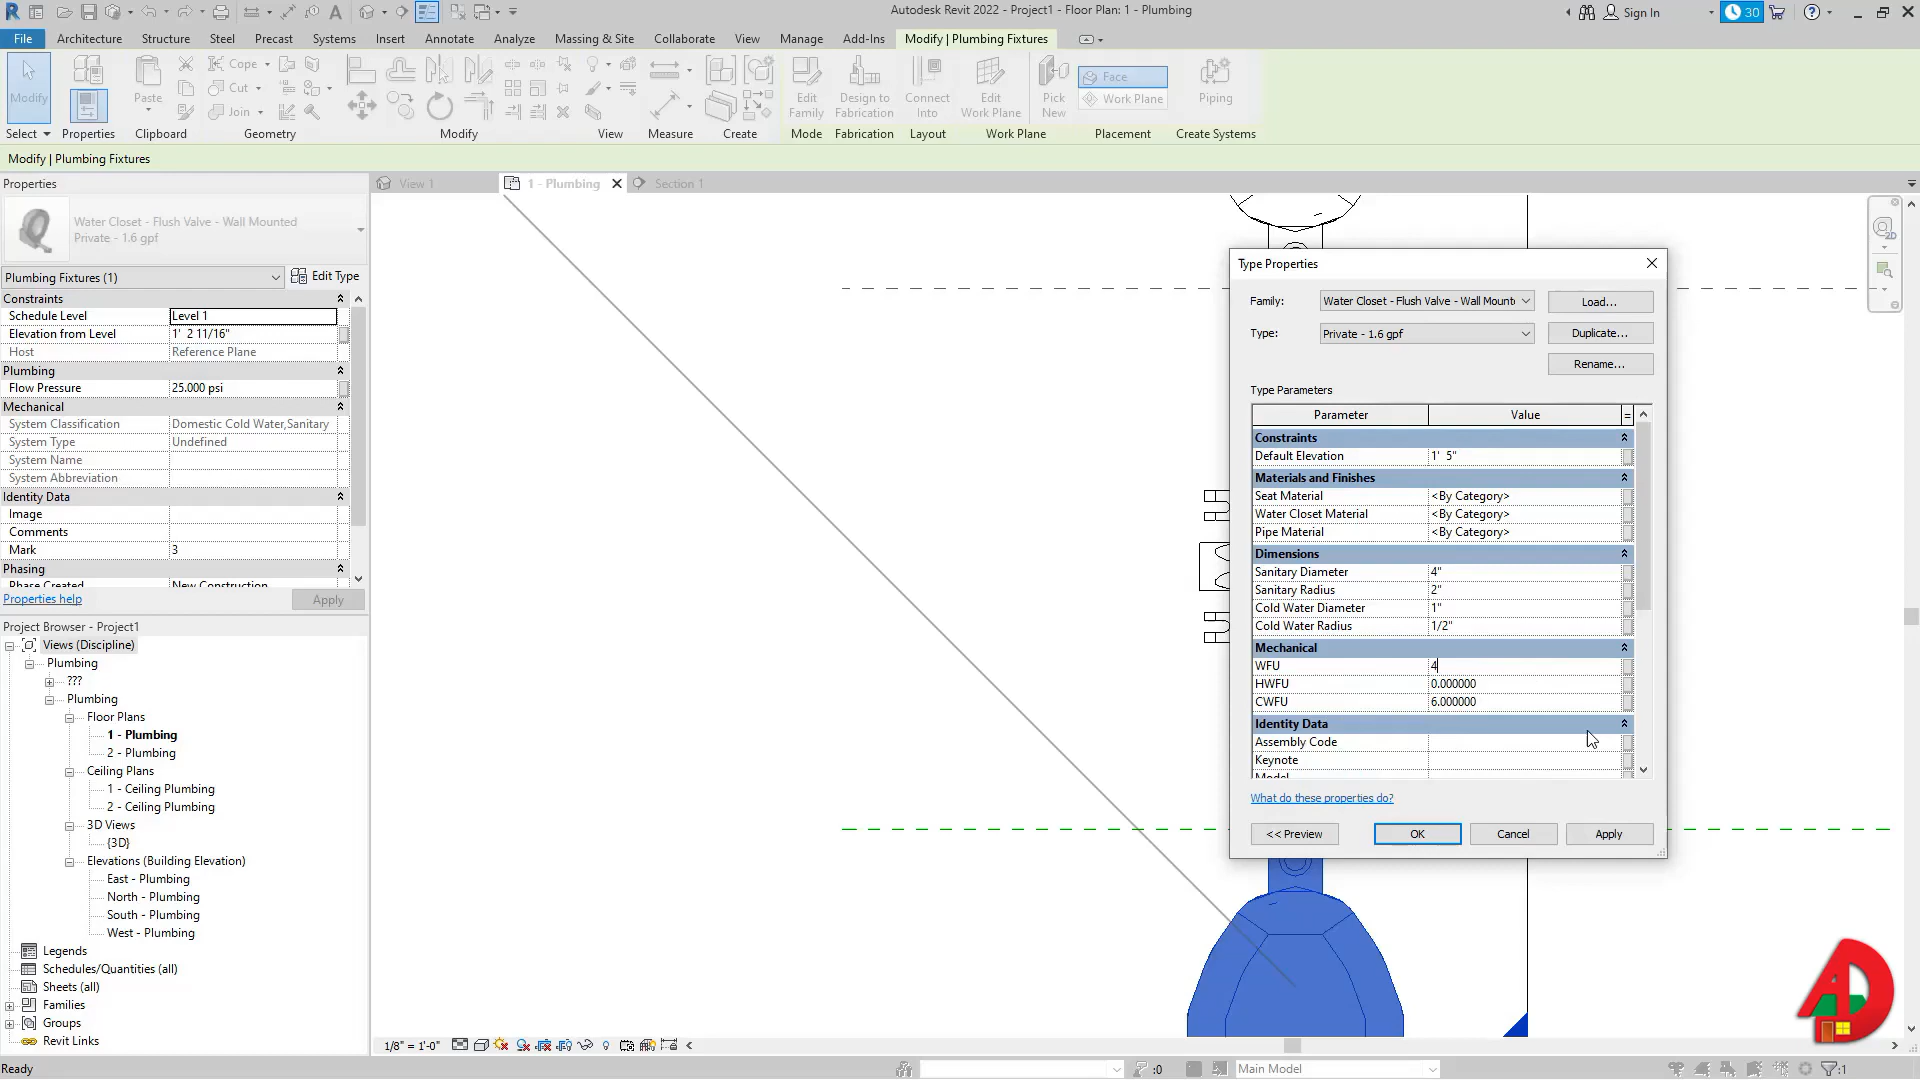 Autodesk Revit 2022 - Project1 - Floor Plan: 1 - Plumbing
Sign In
30
File
Architecture
Structure
Steel
Precast
Systems
Insert
Annotate
Analyze
Massing & Site
Collaborate
View
Manage
Add-Ins
Modify | Plumbing Fixtures
Modify
Paste
Cope
Cut
Join
Edit Family
Design to Fabrication
Connect Into
Edit Work Plane
Pick New
Face
Work Plane
Piping
Select
Properties
Clipboard
Geometry
Modify
View
Measure
Create
Mode
Fabrication
Layout
Work Plane
Placement
Create Systems
Modify | Plumbing Fixtures
Properties
Water Closet - Flush Valve - Wall Mounted
Private - 1.6 gpf
Plumbing Fixtures (1)
Edit Type
Constraints
Schedule Level Level 1
Elevation from Level 1' 2 11/16"
Host Reference Plane
Plumbing
Flow Pressure 25.000 psi
Mechanical
System Classification Domestic Cold Water,Sanitary
System Type Undefined
System Name
System Abbreviation
Identity Data
Image
Comments
Mark 3
Phasing
Phase Created New Construction
Properties help
Apply
Project Browser - Project1
Views (Discipline)
Plumbing
???
Plumbing
Floor Plans
1 - Plumbing
2 - Plumbing
Ceiling Plans
1 - Ceiling Plumbing
2 - Ceiling Plumbing
3D Views
{3D}
Elevations (Building Elevation)
East - Plumbing
North - Plumbing
South - Plumbing
West - Plumbing
Legends
Schedules/Quantities (all)
Sheets (all)
Families
Groups
Revit Links
View 1
1 - Plumbing
Section 1
2D
Type Properties
Family: Water Closet - Flush Valve - Wall Mount
Load...
Type: Private - 1.6 gpf
Duplicate...
Rename...
Type Parameters
Parameter Value =
Constraints
Default Elevation 1' 5"
Materials and Finishes
Seat Material <By Category>
Water Closet Material <By Category>
Pipe Material <By Category>
Dimensions
Sanitary Diameter 4"
Sanitary Radius 2"
Cold Water Diameter 1"
Cold Water Radius 1/2"
Mechanical
WFU 4
HWFU 0.000000
CWFU 6.000000
Identity Data
Assembly Code
Keynote
Model
What do these properties do?
<< Preview
OK
Cancel
Apply
1/8" = 1'-0"
Ready
:0
Main Model
:1